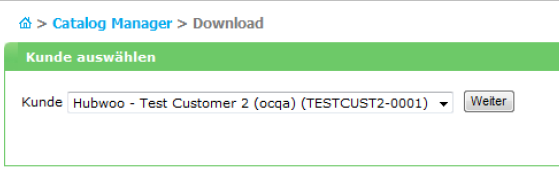 > Catalog Manager > Download
Kunde auswählen
Kunde Hubwoo - Test Customer 2 (ocqa) (TESTCUST2-0001) Weiter